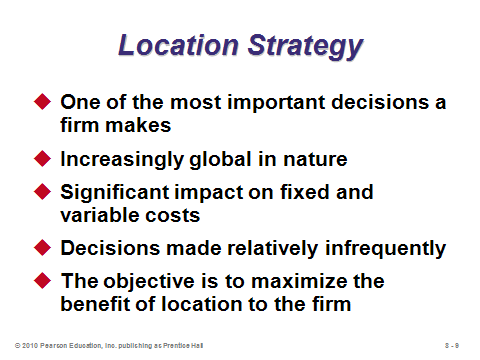 Location Strategy
One of the most important decisions a
firm makes
Increasingly global in nature
Significant impact on fixed and
variable costs
Decisions made relatively infrequently
The objective is to maximize the
benefit of location to the firm
© 2010 Pearson Education, Inc. publishing as Prentice Hall
8 - 9